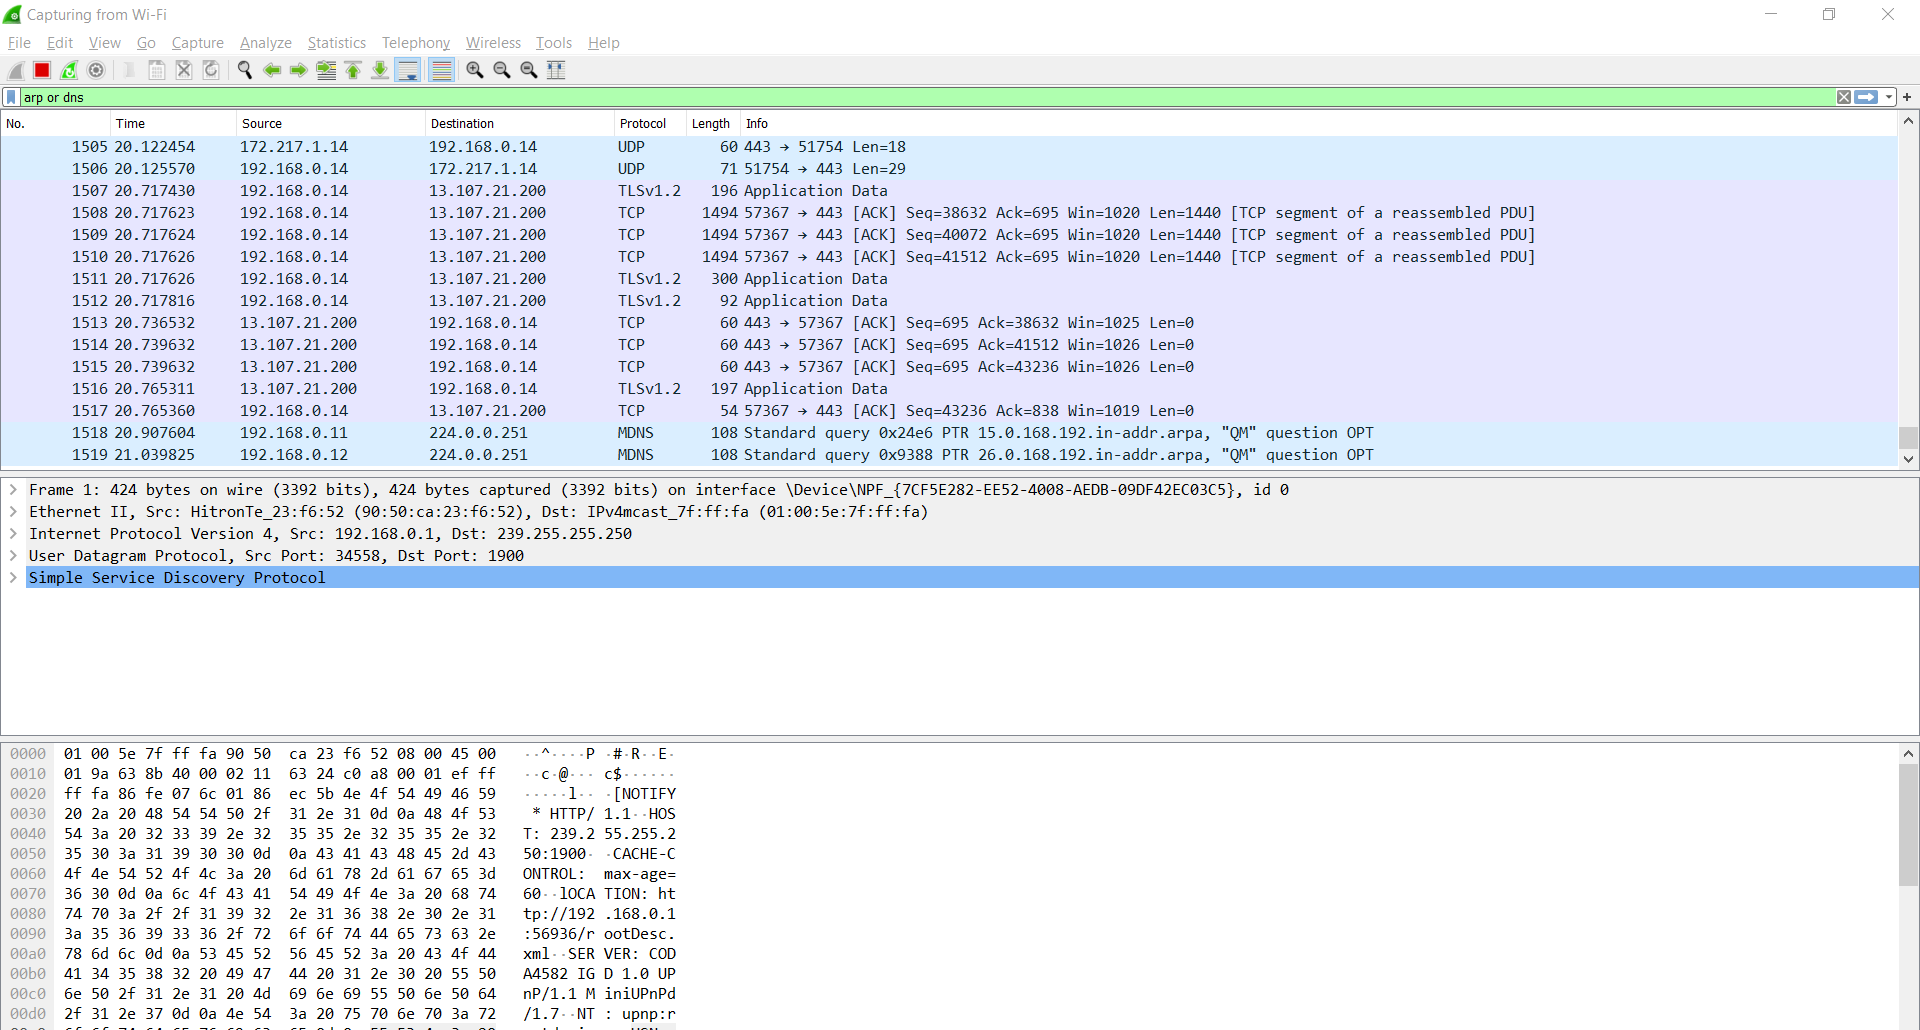 Capturing from Wi-Fi
File Edit View Go Capture Analyze Statistics Telephony Wireless Tools Help
arp or dns
No. Time Source Destination Protocol Length Info
1505 20.122454 172.217.1.14 192.168.0.14 UDP 60 443 → 51754 Len=18
1506 20.125570 192.168.0.14 172.217.1.14 UDP 71 51754 → 443 Len=29
1507 20.717430 192.168.0.14 13.107.21.200 TLSv1.2 196 Application Data
1508 20.717623 192.168.0.14 13.107.21.200 TCP 1494 57367 → 443 [ACK] Seq=38632 Ack=695 Win=1020 Len=1440 [TCP segment of a reassembled PDU]
1509 20.717624 192.168.0.14 13.107.21.200 TCP 1494 57367 → 443 [ACK] Seq=40072 Ack=695 Win=1020 Len=1440 [TCP segment of a reassembled PDU]
1510 20.717626 192.168.0.14 13.107.21.200 TCP 1494 57367 → 443 [ACK] Seq=41512 Ack=695 Win=1020 Len=1440 [TCP segment of a reassembled PDU]
1511 20.717626 192.168.0.14 13.107.21.200 TLSv1.2 300 Application Data
1512 20.717816 192.168.0.14 13.107.21.200 TLSv1.2 92 Application Data
1513 20.736532 13.107.21.200 192.168.0.14 TCP 60 443 → 57367 [ACK] Seq=695 Ack=38632 Win=1025 Len=0
1514 20.739632 13.107.21.200 192.168.0.14 TCP 60 443 → 57367 [ACK] Seq=695 Ack=41512 Win=1026 Len=0
1515 20.739632 13.107.21.200 192.168.0.14 TCP 60 443 → 57367 [ACK] Seq=695 Ack=43236 Win=1026 Len=0
1516 20.765311 13.107.21.200 192.168.0.14 TLSv1.2 197 Application Data
1517 20.765360 192.168.0.14 13.107.21.200 TCP 54 57367 → 443 [ACK] Seq=43236 Ack=838 Win=1019 Len=0
1518 20.907604 192.168.0.11 224.0.0.251 MDNS 108 Standard query 0x24e6 PTR 15.0.168.192.in-addr.arpa, "QM" question OPT
1519 21.039825 192.168.0.12 224.0.0.251 MDNS 108 Standard query 0x9388 PTR 26.0.168.192.in-addr.arpa, "QM" question OPT
Frame 1: 424 bytes on wire (3392 bits), 424 bytes captured (3392 bits) on interface \Device\NPF_{7CF5E282-EE52-4008-AEDB-09DF42EC03C5}, id 0
Ethernet II, Src: HitronTe_23:f6:52 (90:50:ca:23:f6:52), Dst: IPv4mcast_7f:ff:fa (01:00:5e:7f:ff:fa)
Internet Protocol Version 4, Src: 192.168.0.1, Dst: 239.255.255.250
User Datagram Protocol, Src Port: 34558, Dst Port: 1900
Simple Service Discovery Protocol
0000 01 00 5e 7f ff fa 90 50 ca 23 f6 52 08 00 45 00 ··^····P ·#·R··E·
0010 01 9a 63 8b 40 00 02 11 63 24 c0 a8 00 01 ef ff ··c·@··· c$······
0020 ff fa 86 fe 07 6c 01 86 ec 5b 4e 4f 54 49 46 59 ·····l·· ·[NOTIFY
0030 20 2a 20 48 54 54 50 2f 31 2e 31 0d 0a 48 4f 53 * HTTP/ 1.1··HOS
0040 54 3a 20 32 33 39 2e 32 35 35 2e 32 35 35 2e 32 T: 239.2 55.255.2
0050 35 30 3a 31 39 30 30 0d 0a 43 41 43 48 45 2d 43 50:1900· ·CACHE-C
0060 4f 4e 54 52 4f 4c 3a 20 6d 61 78 2d 61 67 65 3d ONTROL: max-age=
0070 36 30 0d 0a 6c 4f 43 41 54 49 4f 4e 3a 20 68 74 60··lOCA TION: ht
0080 74 70 3a 2f 2f 31 39 32 2e 31 36 38 2e 30 2e 31 tp://192 .168.0.1
0090 3a 35 36 39 33 36 2f 72 6f 6f 74 44 65 73 63 2e :56936/r ootDesc.
00a0 78 6d 6c 0d 0a 53 45 52 56 45 52 3a 20 43 4f 44 xml··SER VER: COD
00b0 41 34 35 38 32 20 49 47 44 20 31 2e 30 20 55 50 A4582 IG D 1.0 UP
00c0 6e 50 2f 31 2e 31 20 4d 69 6e 69 55 50 6e 50 64 nP/1.1 M iniUPnPd
00d0 2f 31 2e 37 0d 0a 4e 54 3a 20 75 70 6e 70 3a 72 /1.7··NT : upnp:r